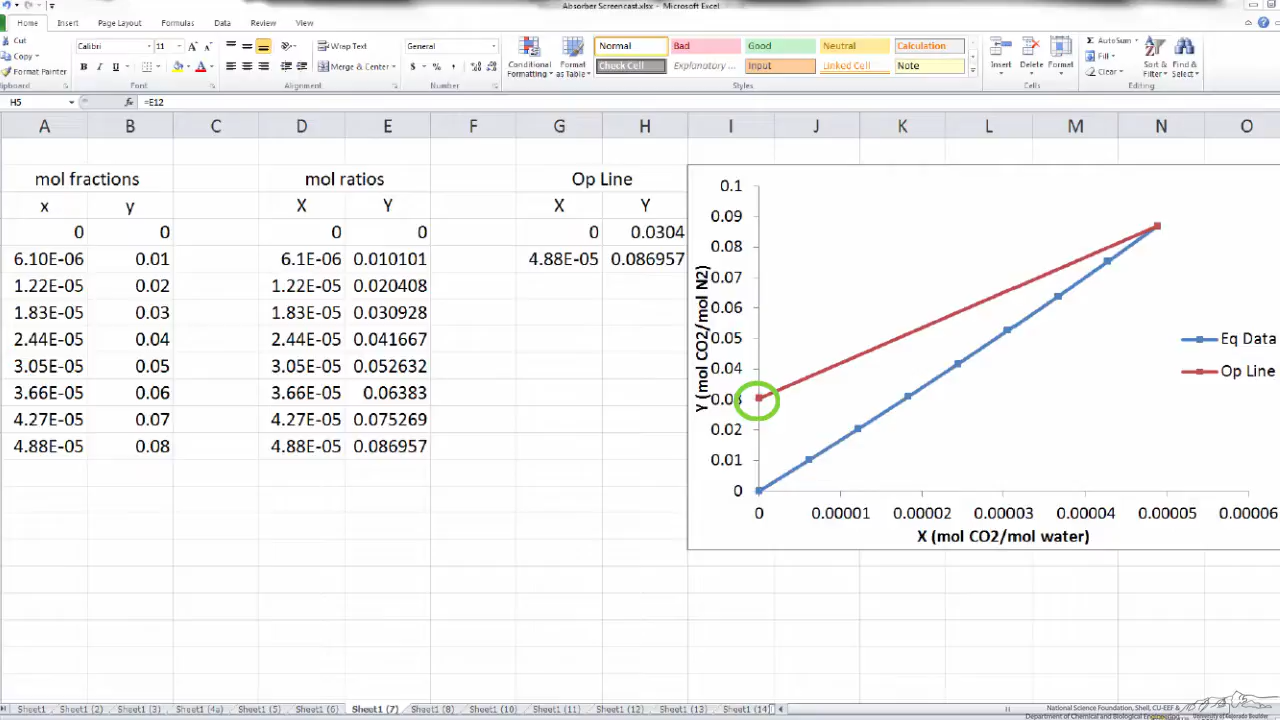 Absorber Screencast.xlsx - Microsoft Excel
Home Insert Page Layout Formulas Data Review View
Cut
Copy
Format Painter
Calibri 11 A A
B I U A
Wrap Text
Merge & Center
General
$ % ,
Conditional Formatting
Format as Table
Normal Bad Good Neutral Calculation
Check Cell Explanatory ... Input Linked Cell Note
Insert Delete Format
AutoSum
Fill
Clear
Sort & Filter
Find & Select
Font Alignment Number Styles Cells Editing
H5 fx =E12
A B C D E F G H I J K L M N O
mol fractions mol ratios Op Line
x y X Y X Y
0 0 0 0 0 0.0304
6.10E-06 0.01 6.1E-06 0.010101 4.88E-05 0.086957
1.22E-05 0.02 1.22E-05 0.020408
1.83E-05 0.03 1.83E-05 0.030928
2.44E-05 0.04 2.44E-05 0.041667
3.05E-05 0.05 3.05E-05 0.052632
3.66E-05 0.06 3.66E-05 0.06383
4.27E-05 0.07 4.27E-05 0.075269
4.88E-05 0.08 4.88E-05 0.086957
0.1
0.09
0.08
0.07
0.06
0.05
0.04
0.03
0.02
0.01
0
Y (mol CO2/mol N2)
Eq Data
Op Line
0 0.00001 0.00002 0.00003 0.00004 0.00005 0.00006
X (mol CO2/mol water)
Sheet1 Sheet1 (2) Sheet1 (3) Sheet1 (4a) Sheet1 (5) Sheet1 (6) Sheet1 (7) Sheet1 (8) Sheet1 (10) Sheet1 (11) Sheet1 (12) Sheet1 (13) Sheet1 (14)
National Science Foundation, Shell, CU-EEF &
Department of Chemical and Biological Engineering